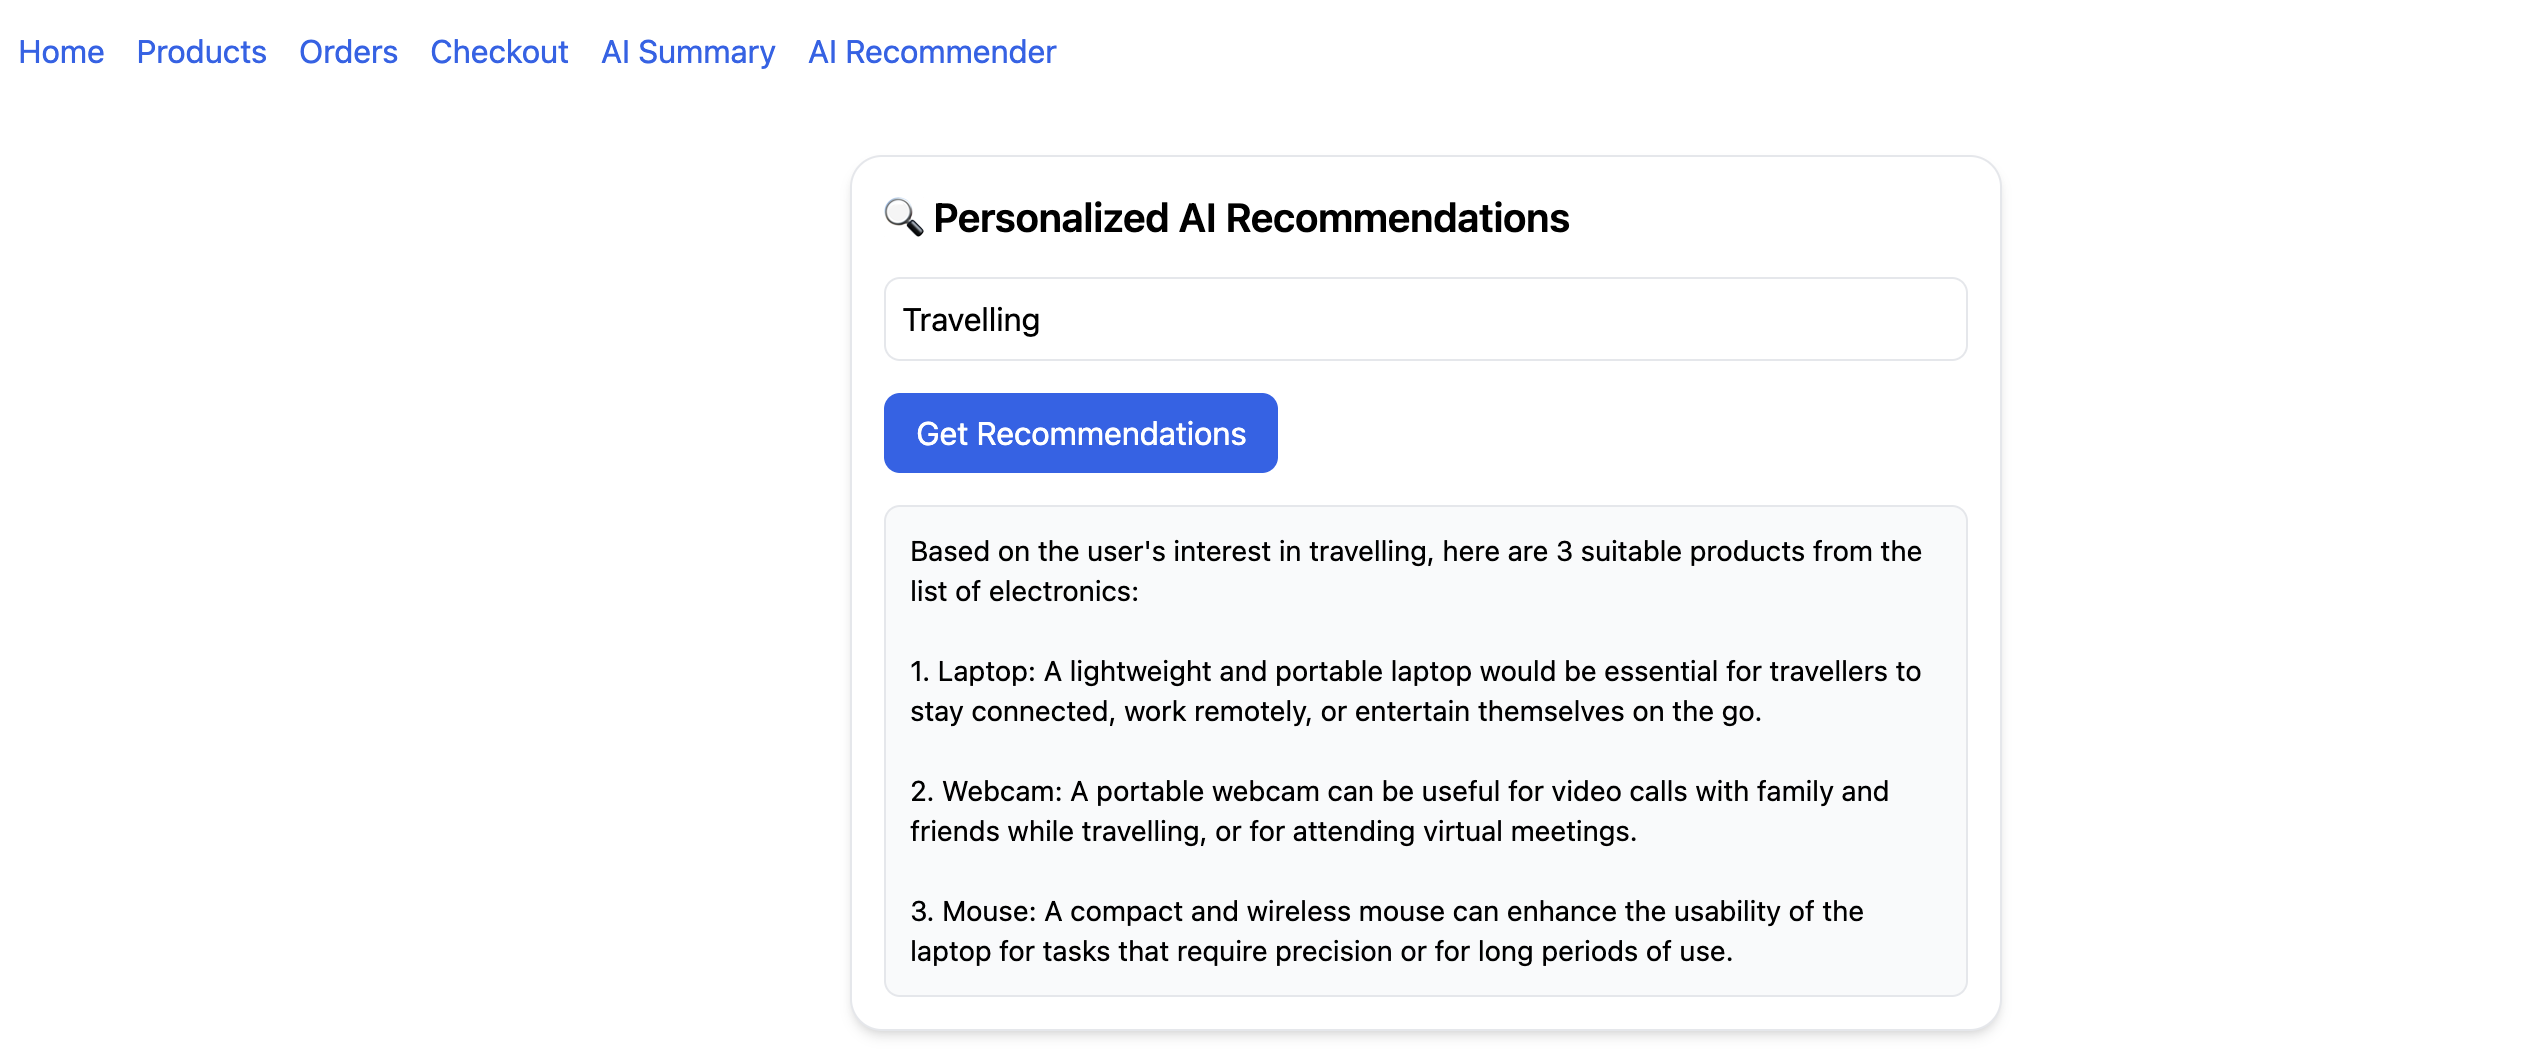 Home Products Orders Checkout AI Summary AI Recommender
Personalized AI Recommendations
Travelling
Get Recommendations
Based on the user's interest in travelling, here are 3 suitable products from the
list of electronics:
1. Laptop: A lightweight and portable laptop would be essential for travellers to
stay connected, work remotely, or entertain themselves on the go.
2. Webcam: A portable webcam can be useful for video calls with family and
friends while travelling, or for attending virtual meetings.
3. Mouse: A compact and wireless mouse can enhance the usability of the
laptop for tasks that require precision or for long periods of use.